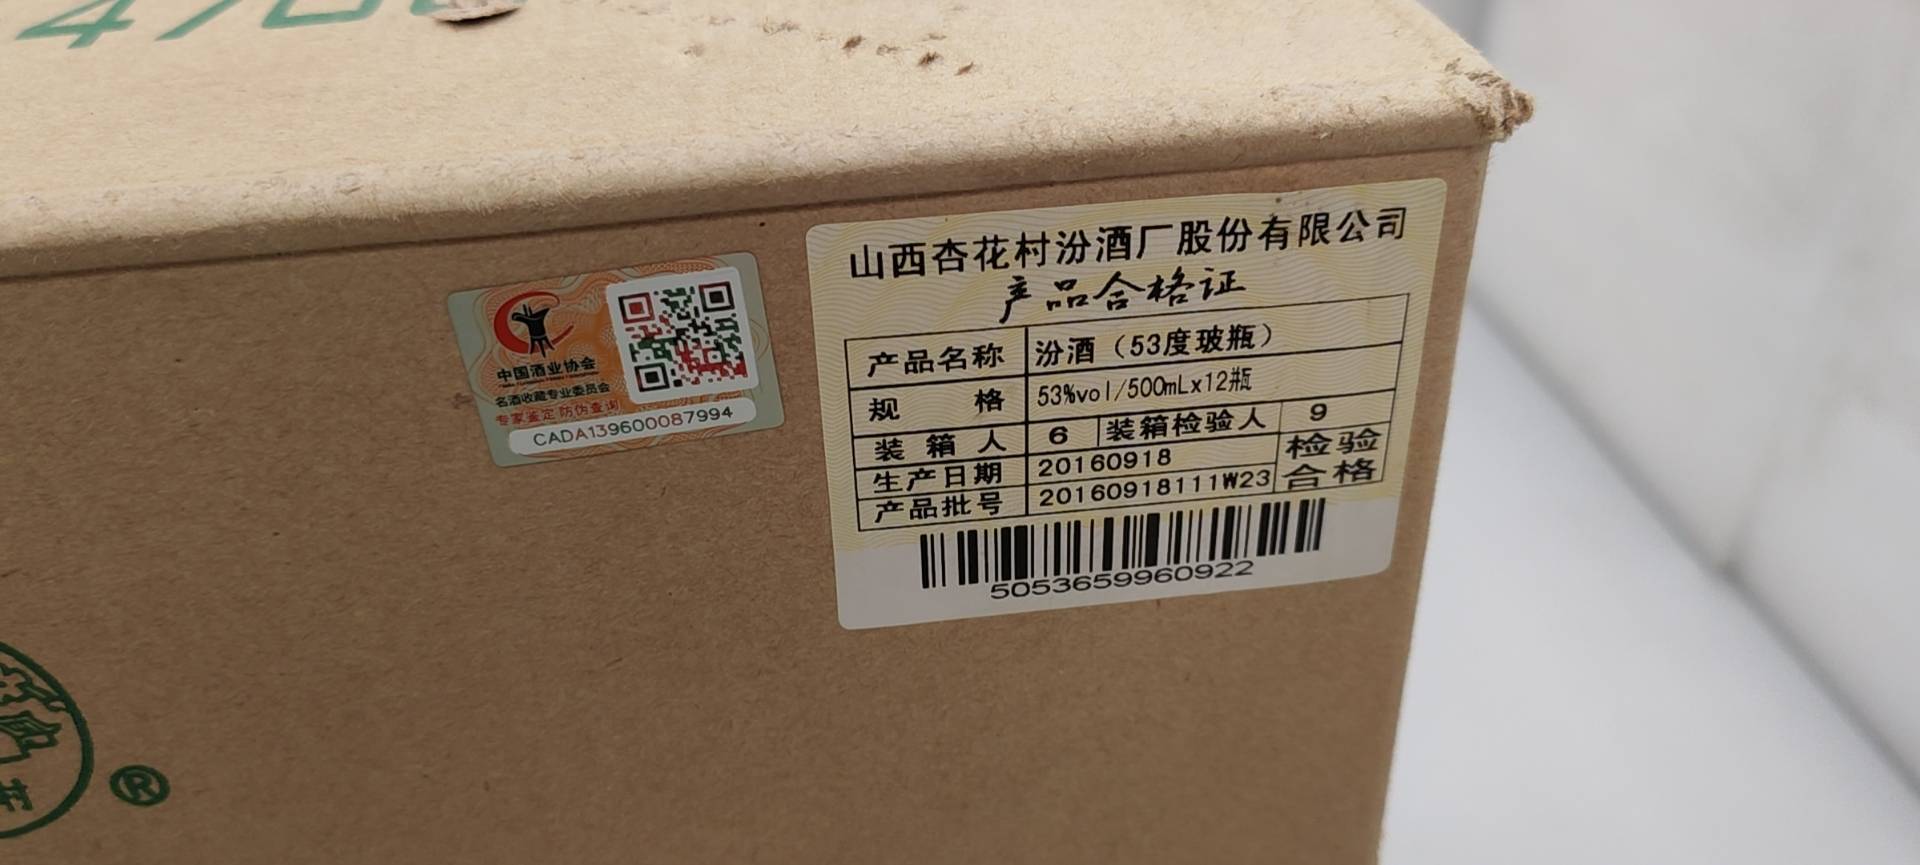 中国酒业协会
名酒收藏专业委员会
专家鉴定 防伪查询
CADA139600087994
山西杏花村汾酒厂股份有限公司
产品合格证
产品名称 汾酒（53度玻瓶）
规格 53%vol/500mLx12瓶
装箱人 6 装箱检验人 9
生产日期 20160918 检验
产品批号 20160918111W23 合格
5053659960922
®